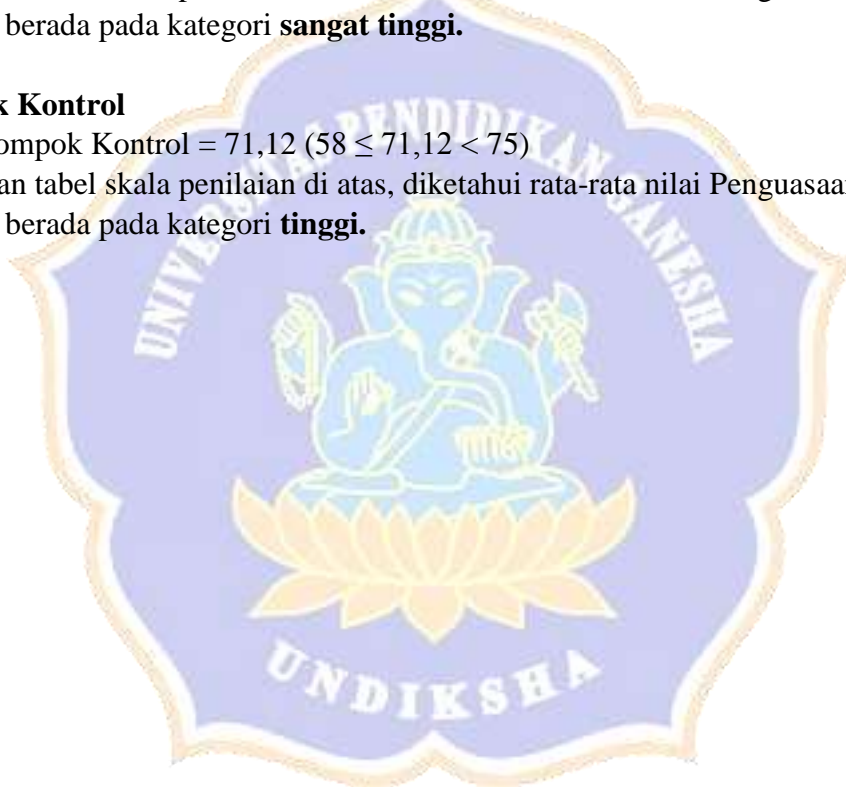 berada pada kategori sangat tinggi.
k Kontrol
ompok Kontrol = 71,12 (58 ≤ 71,12 < 75)
an tabel skala penilaian di atas, diketahui rata-rata nilai Penguasaan
berada pada kategori tinggi.
UNIVERSITAS PENDIDIKAN GANESHA
UNDIKSHA